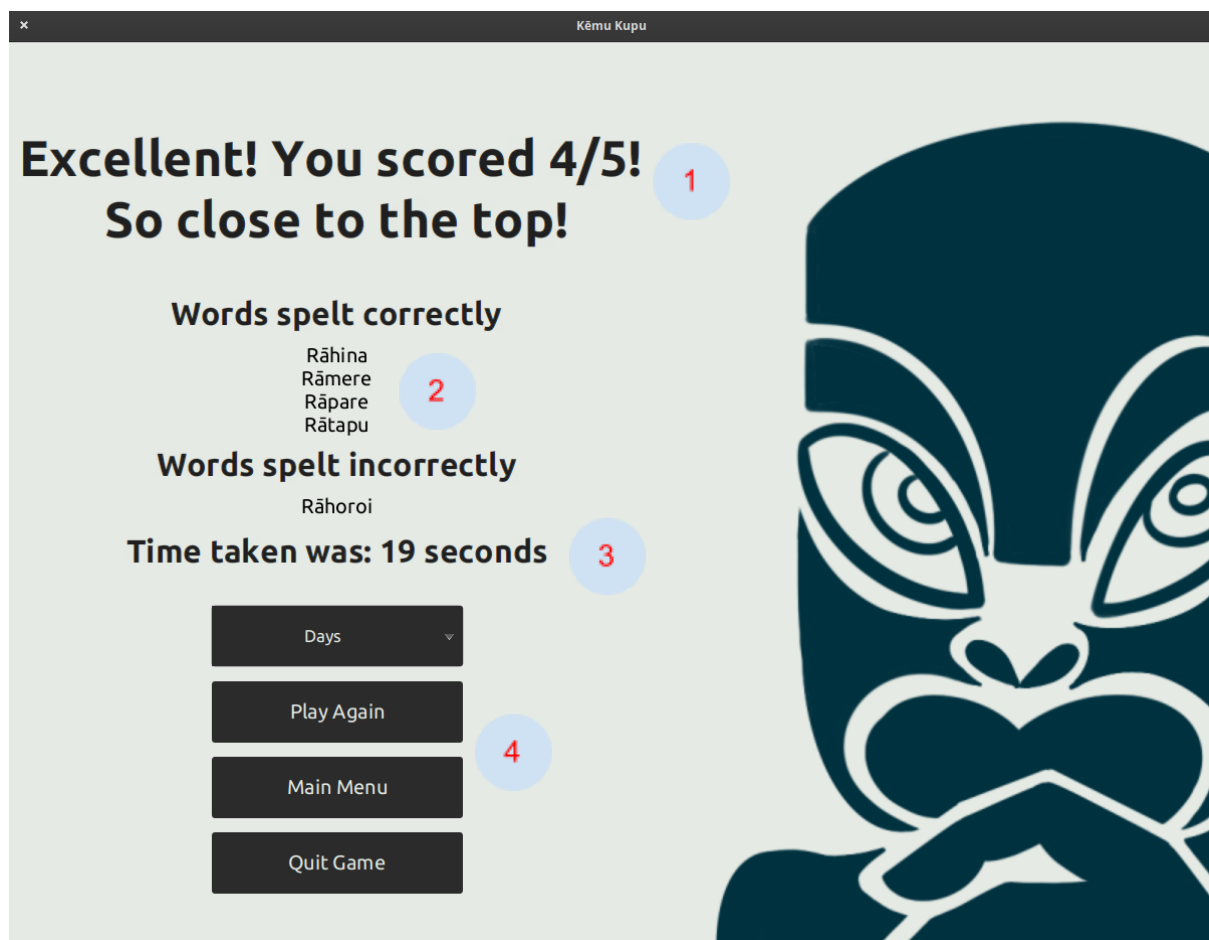 Kēmu Kupu
Excellent! You scored 4/5!
1
So close to the top!
Words spelt correctly
Rāhina
Rāmere
2
Rāpare
Rātapu
Words spelt incorrectly
Rāhoroi
Time taken was: 19 seconds
3
Days
Play Again
4
Main Menu
Quit Game